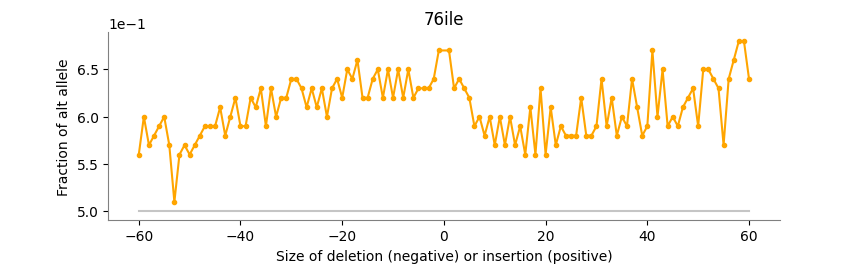 76ile
1e−1
Fraction of alt allele
6.5
6.0
5.5
5.0
−60
−40
−20
0
20
40
60
Size of deletion (negative) or insertion (positive)